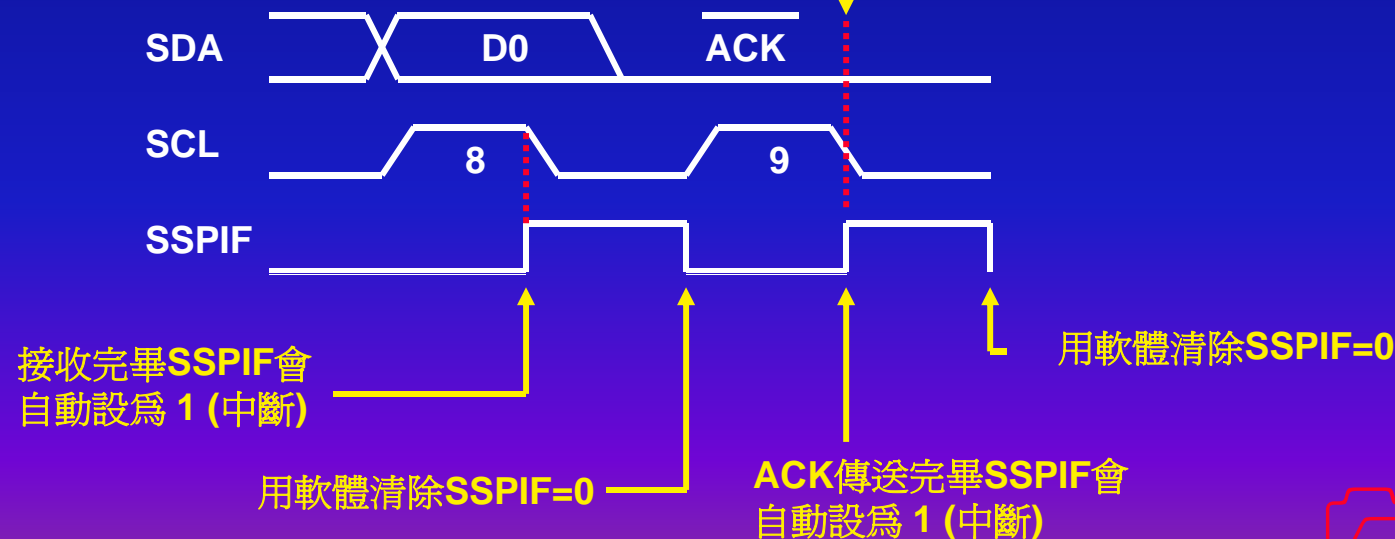 SDA
D0
ACK
SCL
8
9
SSPIF
接收完畢SSPIF會
自動設爲 1 (中斷)
用軟體清除SSPIF=0
ACK傳送完畢SSPIF會
自動設爲 1 (中斷)
用軟體清除SSPIF=0